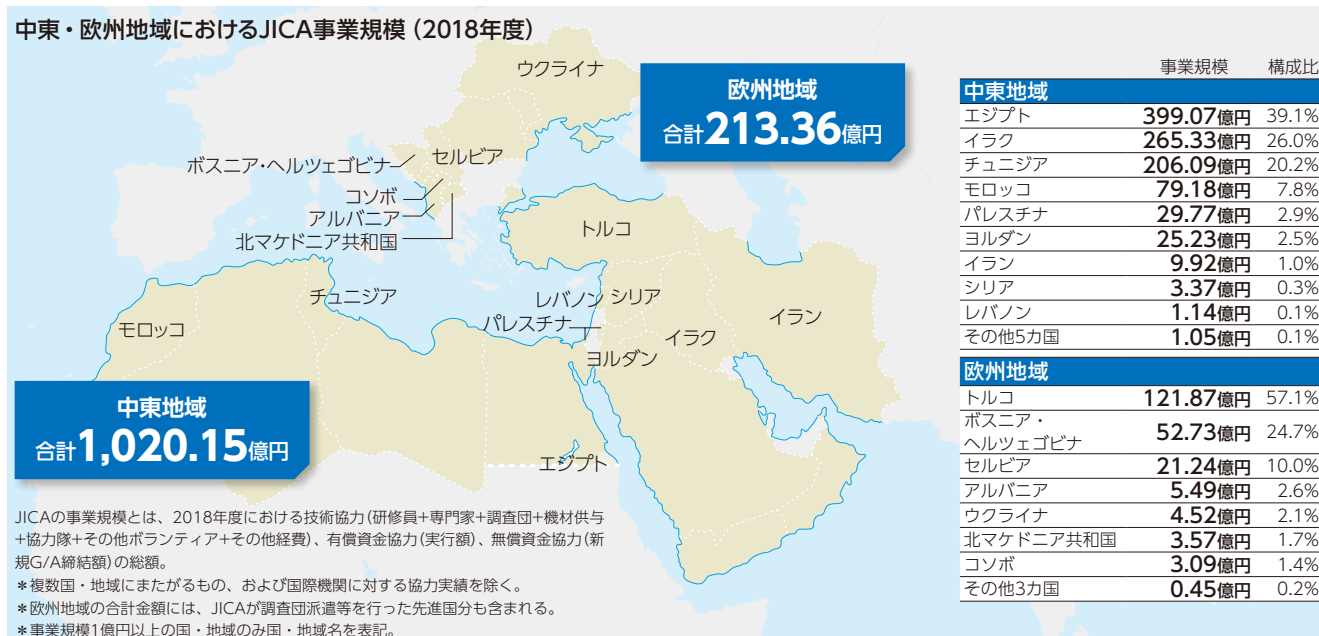 中東・欧州地域におけるJICA事業規模（2018年度）
ウクライナ
欧州地域
合計213.36億円
ボスニア・ヘルツェゴビナ
セルビア
コソボ
アルバニア
北マケドニア共和国
トルコ
チュニジア
レバノン
シリア
モロッコ
パレスチナ
イラク
イラン
ヨルダン
中東地域
合計1,020.15億円
エジプト
JICAの事業規模とは、2018年度における技術協力（研修員+専門家+調査団+機材供与
+協力隊+その他ボランティア+その他経費）、有償資金協力（実行額）、無償資金協力（新
規G/A締結額）の総額。
＊複数国・地域にまたがるもの、および国際機関に対する協力実績を除く。
＊欧州地域の合計金額には、JICAが調査団派遣等を行った先進国分も含まれる。
＊事業規模1億円以上の国・地域のみ国・地域名を表記。
事業規模 構成比
中東地域
エジプト 399.07億円 39.1%
イラク 265.33億円 26.0%
チュニジア 206.09億円 20.2%
モロッコ 79.18億円 7.8%
パレスチナ 29.77億円 2.9%
ヨルダン 25.23億円 2.5%
イラン 9.92億円 1.0%
シリア 3.37億円 0.3%
レバノン 1.14億円 0.1%
その他5カ国 1.05億円 0.1%
欧州地域
トルコ 121.87億円 57.1%
ボスニア・
ヘルツェゴビナ 52.73億円 24.7%
セルビア 21.24億円 10.0%
アルバニア 5.49億円 2.6%
ウクライナ 4.52億円 2.1%
北マケドニア共和国 3.57億円 1.7%
コソボ 3.09億円 1.4%
その他3カ国 0.45億円 0.2%